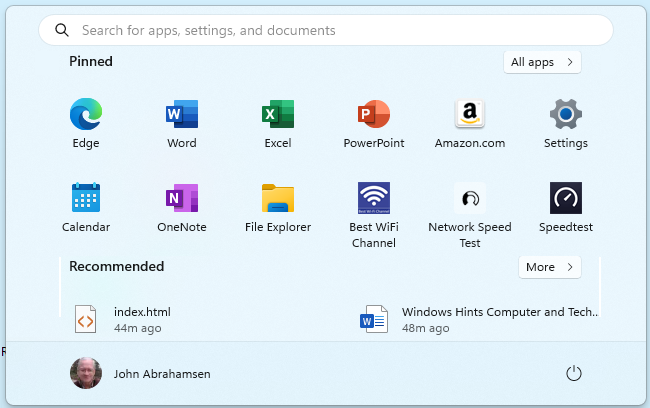 Search for apps, settings, and documents
Pinned
All apps
Edge
Word
Excel
PowerPoint
Amazon.com
Settings
Calendar
OneNote
File Explorer
Best WiFi
Channel
Network Speed
Test
Speedtest
Recommended
More
index.html
44m ago
Windows Hints Computer and Tech...
48m ago
John Abrahamsen